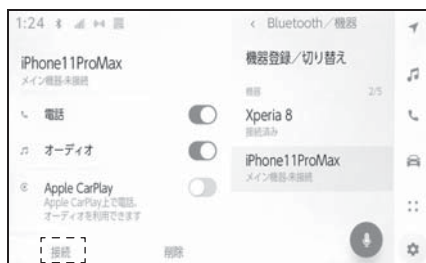 1:24
iPhone11ProMax
メイン機器-未接続
電話
オーディオ
Apple CarPlay
Apple CarPlay上で電話、
オーディオを利用できます
接続
削除
Bluetooth/機器
機器登録/切り替え
機器 2/5
Xperia 8
接続済み
iPhone11ProMax
メイン機器-未接続